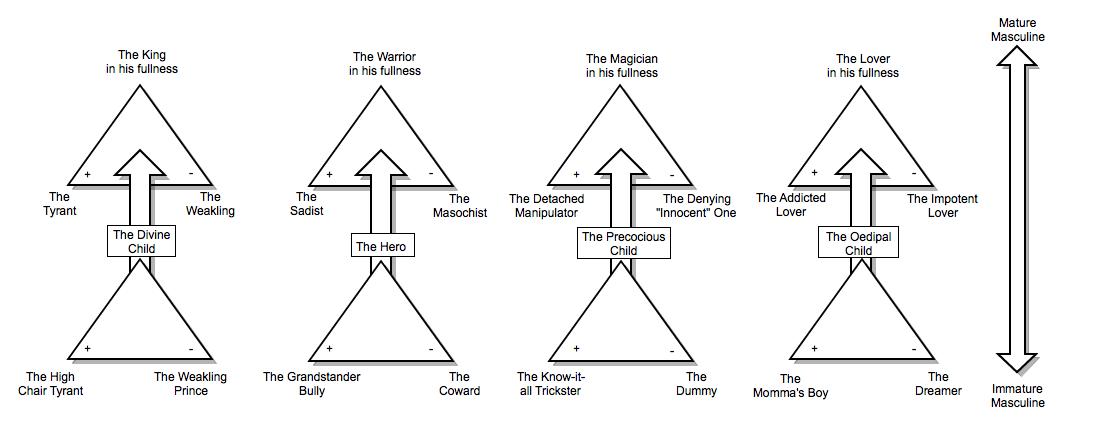 Mature
Masculine
The King
in his fullness
The Warrior
in his fullness
The Magician
in his fullness
The Lover
in his fullness
+
-
+
-
+
-
+
-
The
Tyrant
The
Weakling
The
Sadist
The
Masochist
The Detached
Manipulator
The Denying
"Innocent" One
The Addicted
Lover
The Impotent
Lover
The Divine
Child
The Hero
The Precocious
Child
The Oedipal
Child
+
-
+
-
+
-
+
-
The High
Chair Tyrant
The Weakling
Prince
The Grandstander
Bully
The
Coward
The Know-it-
all Trickster
The
Dummy
The
Momma's Boy
The
Dreamer
Immature
Masculine